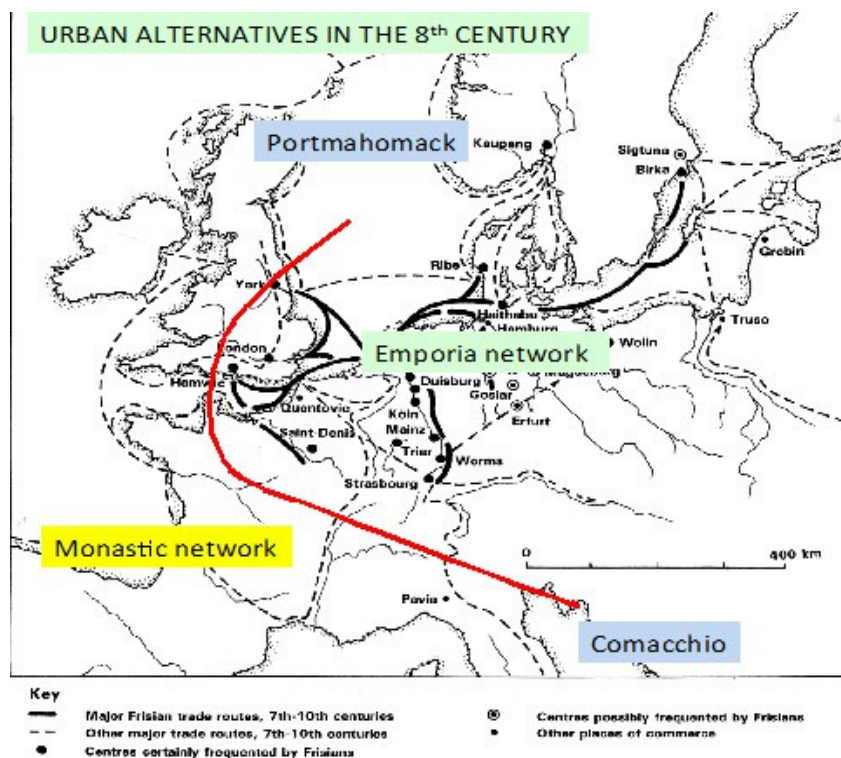 URBAN ALTERNATIVES IN THE 8th CENTURY
Portmahomack
Kaupang
Sigtuna
Birka
Grobin
Ribe
York
Haithabu
Hamburg
Truso
Wolin
London
Emporia network
Hamwic
Duisburg
Quentovic
Goslar
Köln
Erfurt
Mainz
Saint-Denis
Trier
Worms
Strasbourg
Monastic network
0 400 km
Pavia
Comacchio
Key
Major Frisian trade routes, 7th-10th centuries
Other major trade routes, 7th-10th centuries
Centres certainly frequented by Frisians
Centres possibly frequented by Frisians
Other places of commerce